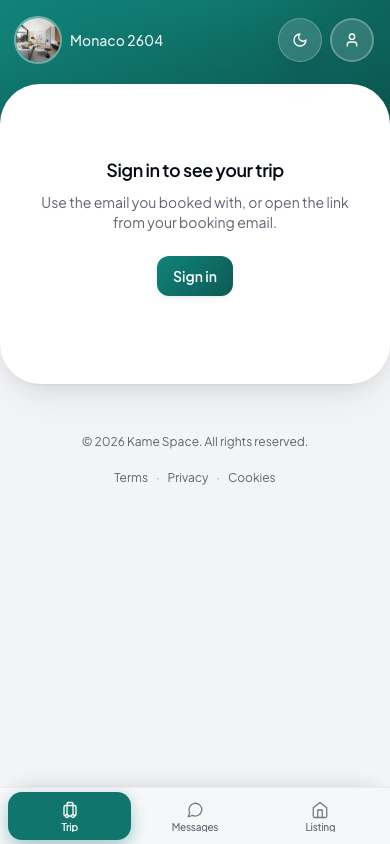 Monaco 2604
Sign in to see your trip
Use the email you booked with, or open the link
from your booking email.
Sign in
© 2026 Kame Space. All rights reserved.
Terms · Privacy · Cookies
Trip
Messages
Listing